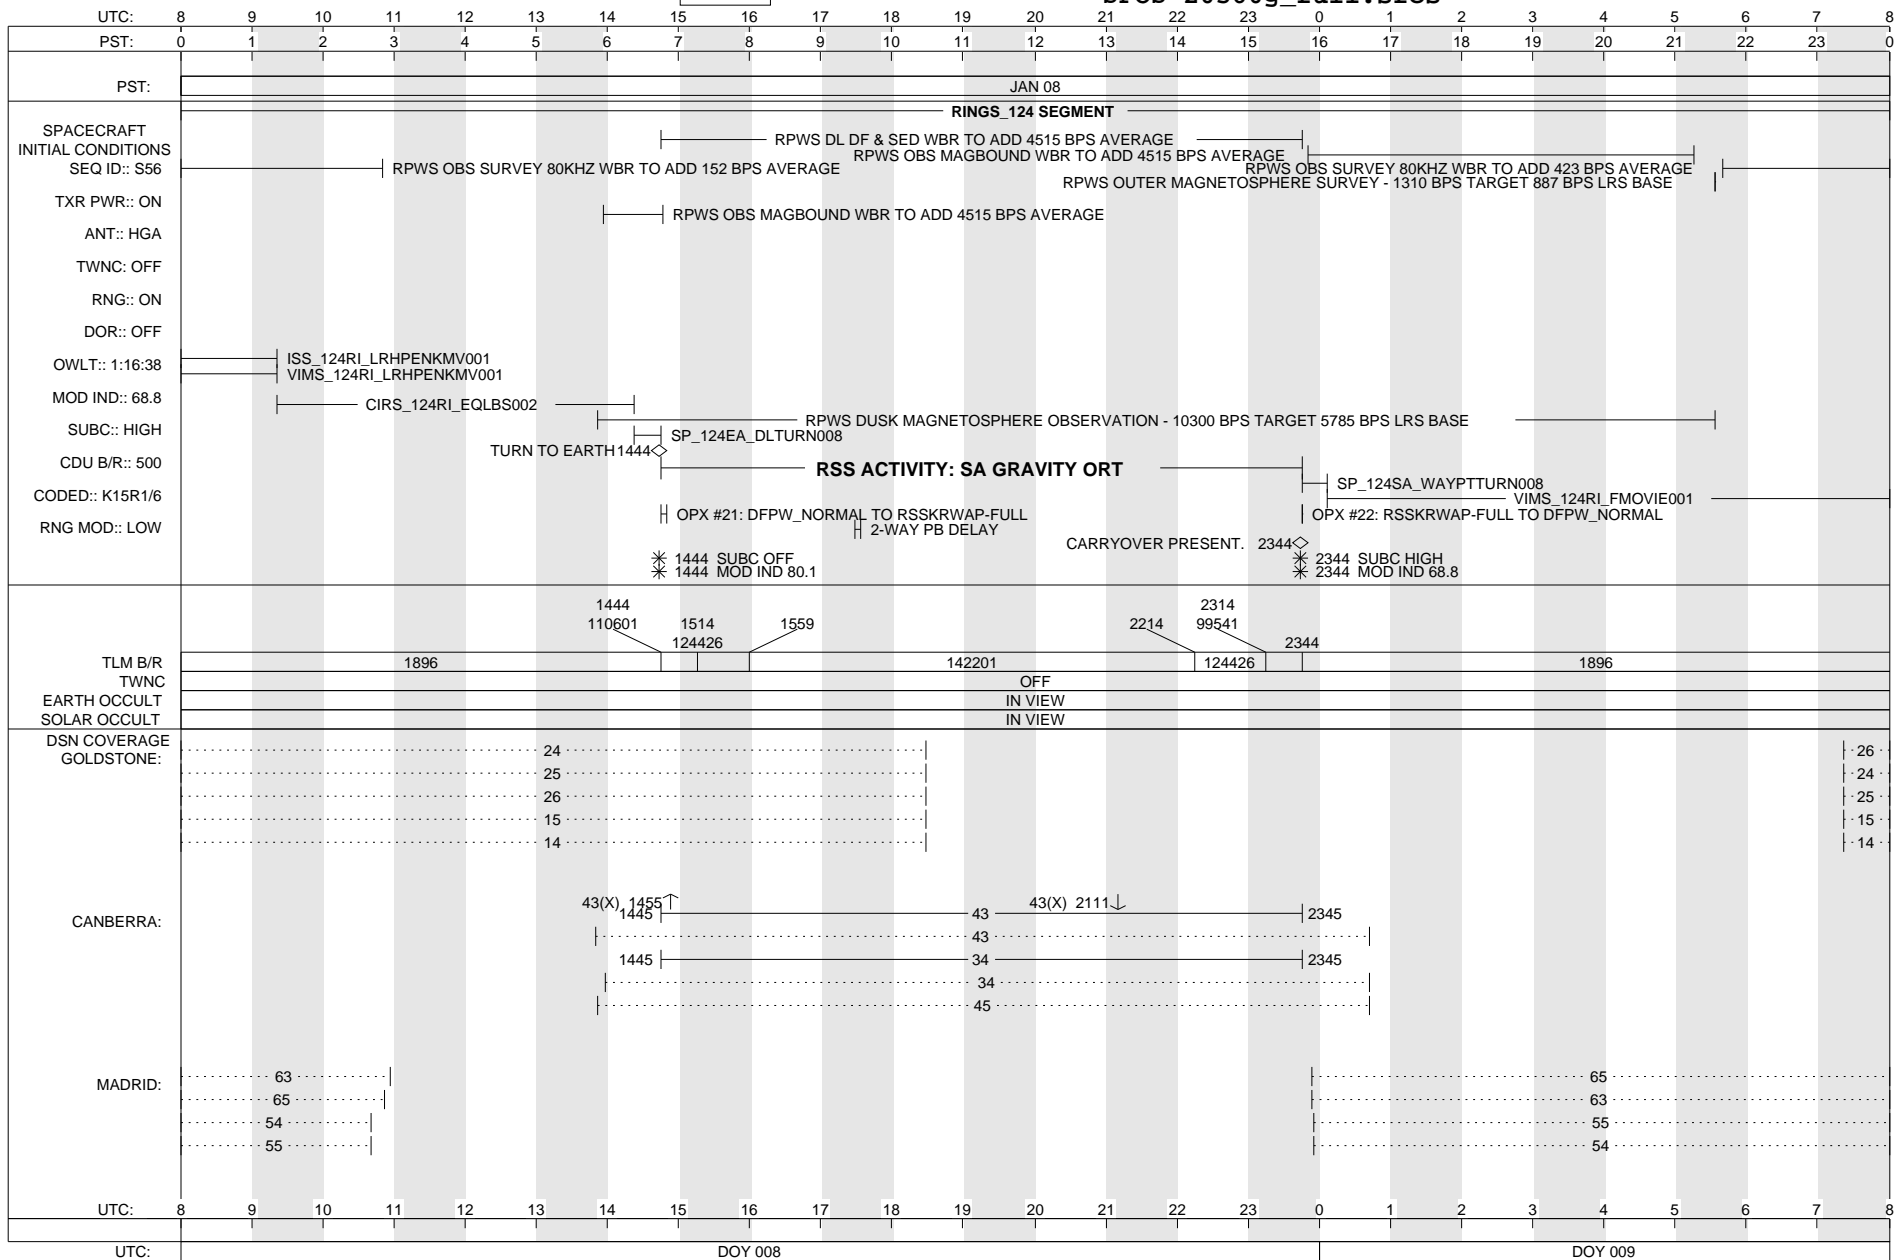 UTC: 8 9 10 11 12 13 14 15 16 17 18 19 20 21 22 23 0 1 2 3 4 5 6 7 8
PST: 0 1 2 3 4 5 6 7 8 9 10 11 12 13 14 15 16 17 18 19 20 21 22 23 0
PST: JAN 08
RINGS_124 SEGMENT
SPACECRAFT
INITIAL CONDITIONS
RPWS DL DF & SED WBR TO ADD 4515 BPS AVERAGE
RPWS OBS MAGBOUND WBR TO ADD 4515 BPS AVERAGE
SEQ ID:: S56
RPWS OBS SURVEY 80KHZ WBR TO ADD 152 BPS AVERAGE
RPWS OBS SURVEY 80KHZ WBR TO ADD 423 BPS AVERAGE
RPWS OUTER MAGNETOSPHERE SURVEY - 1310 BPS TARGET 887 BPS LRS BASE
TXR PWR:: ON
RPWS OBS MAGBOUND WBR TO ADD 4515 BPS AVERAGE
ANT:: HGA
TWNC: OFF
RNG:: ON
DOR:: OFF
OWLT:: 1:16:38
ISS_124RI_LRHPENKMV001
VIMS_124RI_LRHPENKMV001
MOD IND:: 68.8
CIRS_124RI_EQLBS002
RPWS DUSK MAGNETOSPHERE OBSERVATION - 10300 BPS TARGET 5785 BPS LRS BASE
SUBC:: HIGH
SP_124EA_DLTURN008
TURN TO EARTH 1444
CDU B/R:: 500
RSS ACTIVITY: SA GRAVITY ORT
SP_124SA_WAYPTTURN008
CODED:: K15R1/6
VIMS_124RI_FMOVIE001
OPX #21: DFPW_NORMAL TO RSSKRWAP-FULL
OPX #22: RSSKRWAP-FULL TO DFPW_NORMAL
RNG MOD:: LOW
2-WAY PB DELAY
CARRYOVER PRESENT. 2344
1444 SUBC OFF
2344 SUBC HIGH
1444 MOD IND 80.1
2344 MOD IND 68.8
1444 2314
110601 1514 1559 2214 99541
124426 2344
TLM B/R 1896 142201 124426 1896
TWNC OFF
EARTH OCCULT IN VIEW
SOLAR OCCULT IN VIEW
DSN COVERAGE
GOLDSTONE:
24 26
25 24
26 25
15 15
14 14
CANBERRA:
43(X) 1455 43(X) 2111
1445 43 2345
43
1445 34 2345
34
45
MADRID:
63 65
65 63
54 55
55 54
UTC: 8 9 10 11 12 13 14 15 16 17 18 19 20 21 22 23 0 1 2 3 4 5 6 7 8
UTC: DOY 008 DOY 009